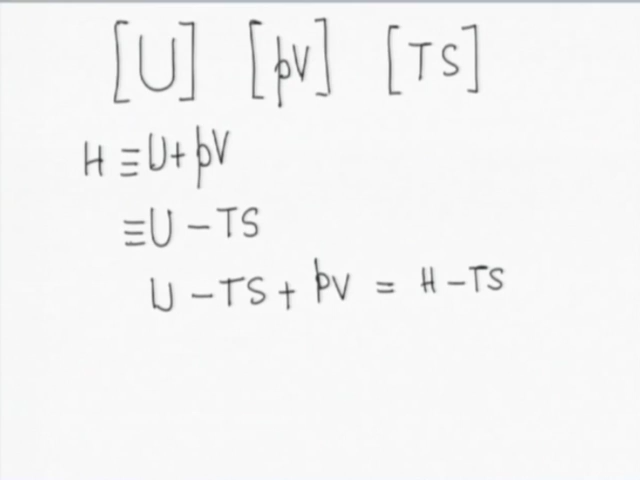 [U] [pV] [TS]
H ≡ U + pV
≡ U - TS
U - TS + pV = H - TS